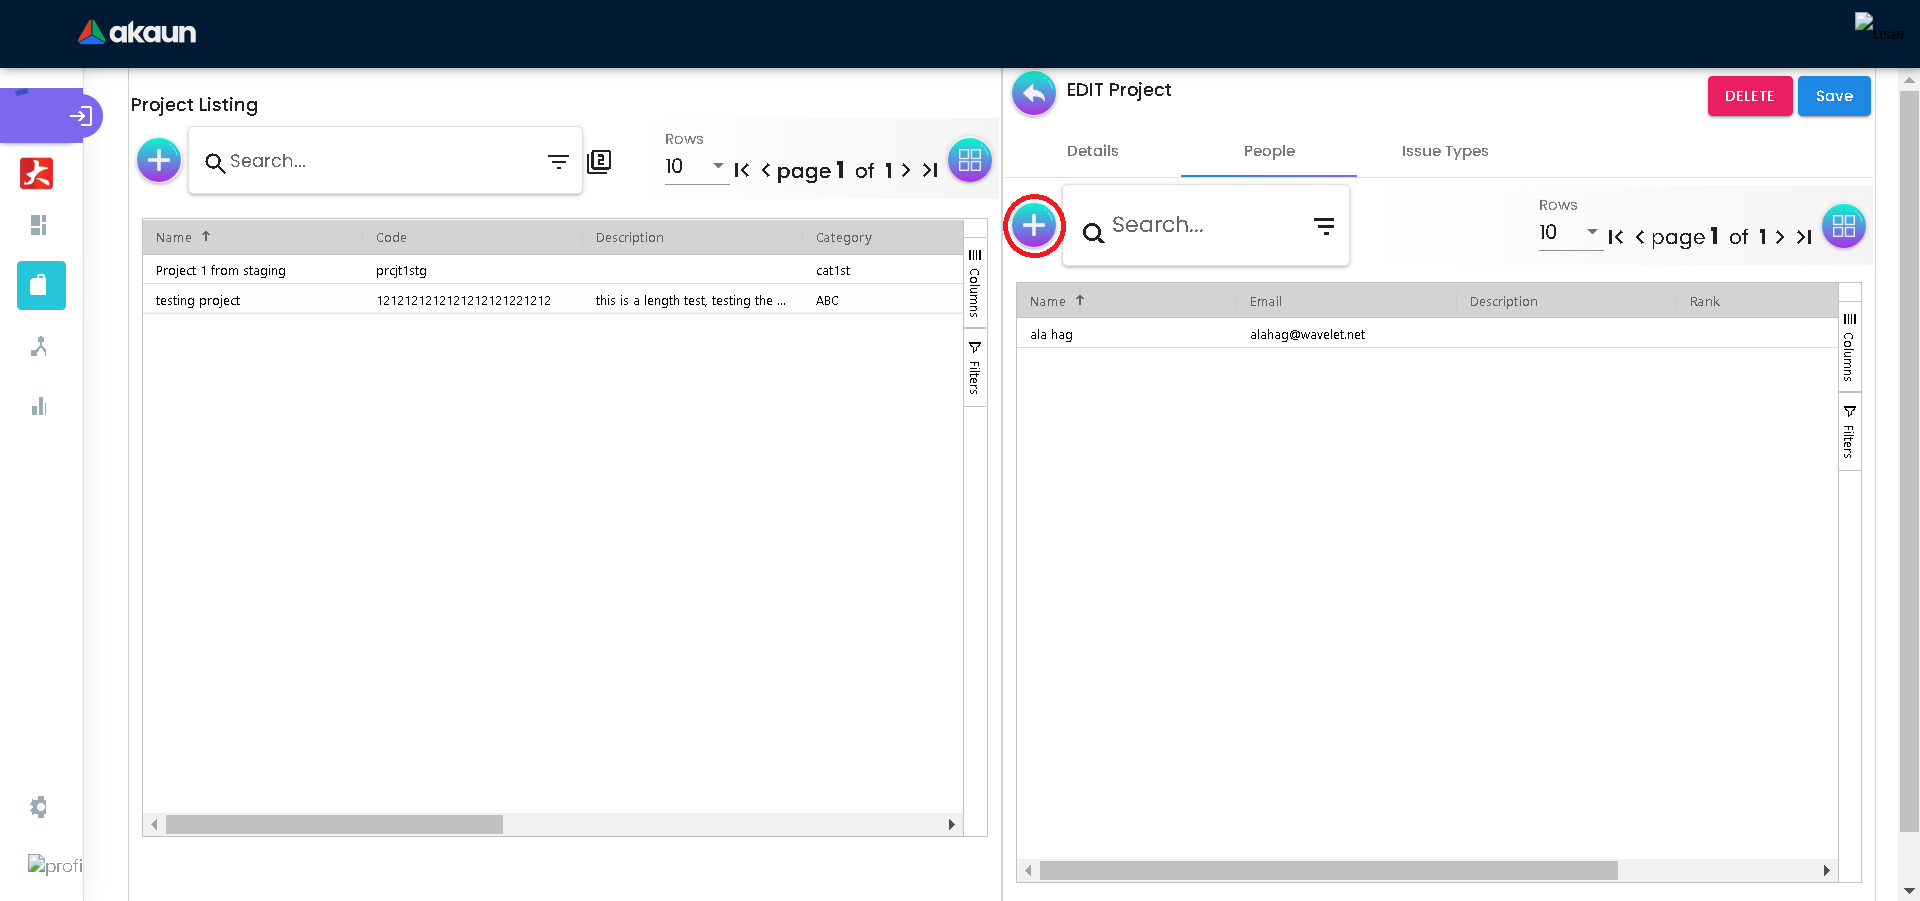 akaun
user
Project Listing
Search...
2
Rows
10
page 1 of 1
Name Code Description Category
Project 1 from staging prcjt1stg cat1st
testing project 1212121212121212121221212 this is a length test, testing the ... ABC
Columns
Filters
EDIT Project
DELETE
Save
Details People Issue Types
Search...
Rows
10
page 1 of 1
Name Email Description Rank
ala hag alahag@wavelet.net
Columns
Filters
profi